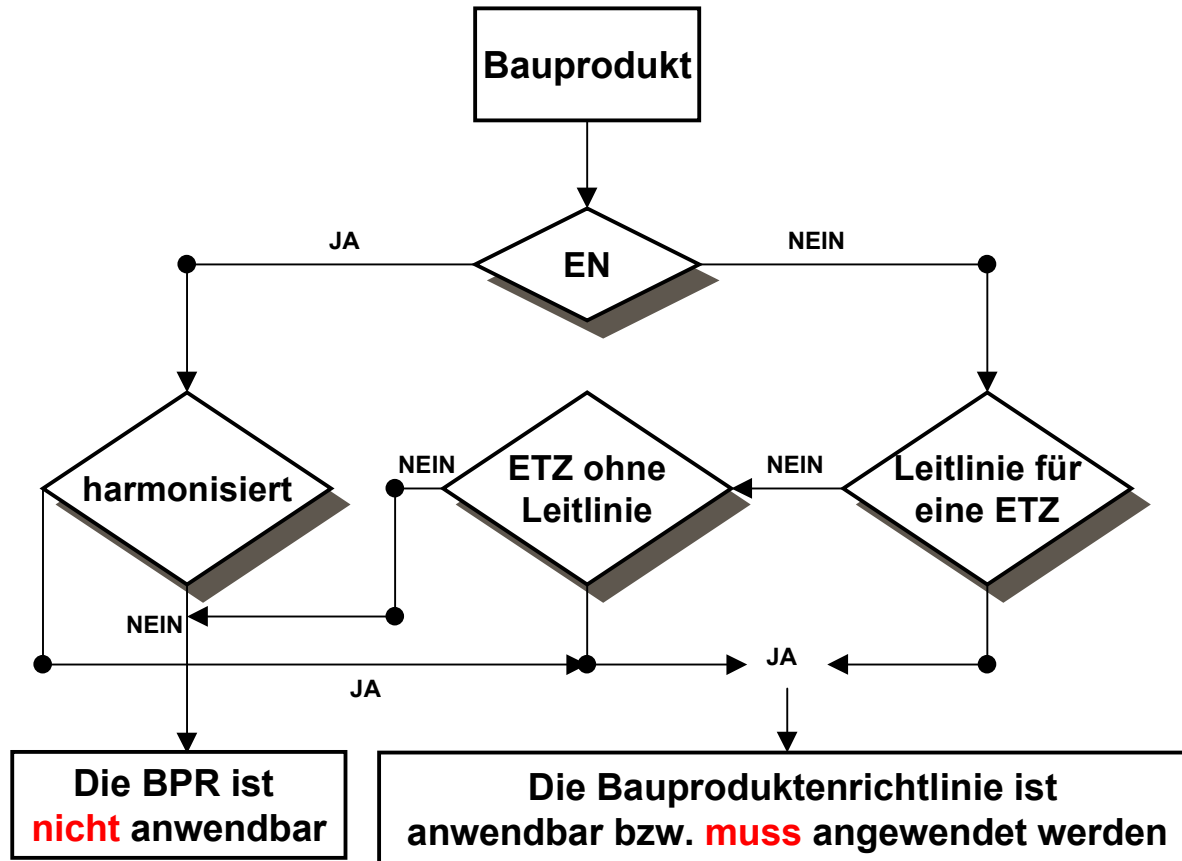 Bauprodukt
JA
NEIN
EN
harmonisiert
NEIN
ETZ ohne
Leitlinie
NEIN
Leitlinie für
eine ETZ
NEIN
JA
JA
Die BPR ist
nicht anwendbar
Die Bauproduktenrichtlinie ist
anwendbar bzw. muss angewendet werden